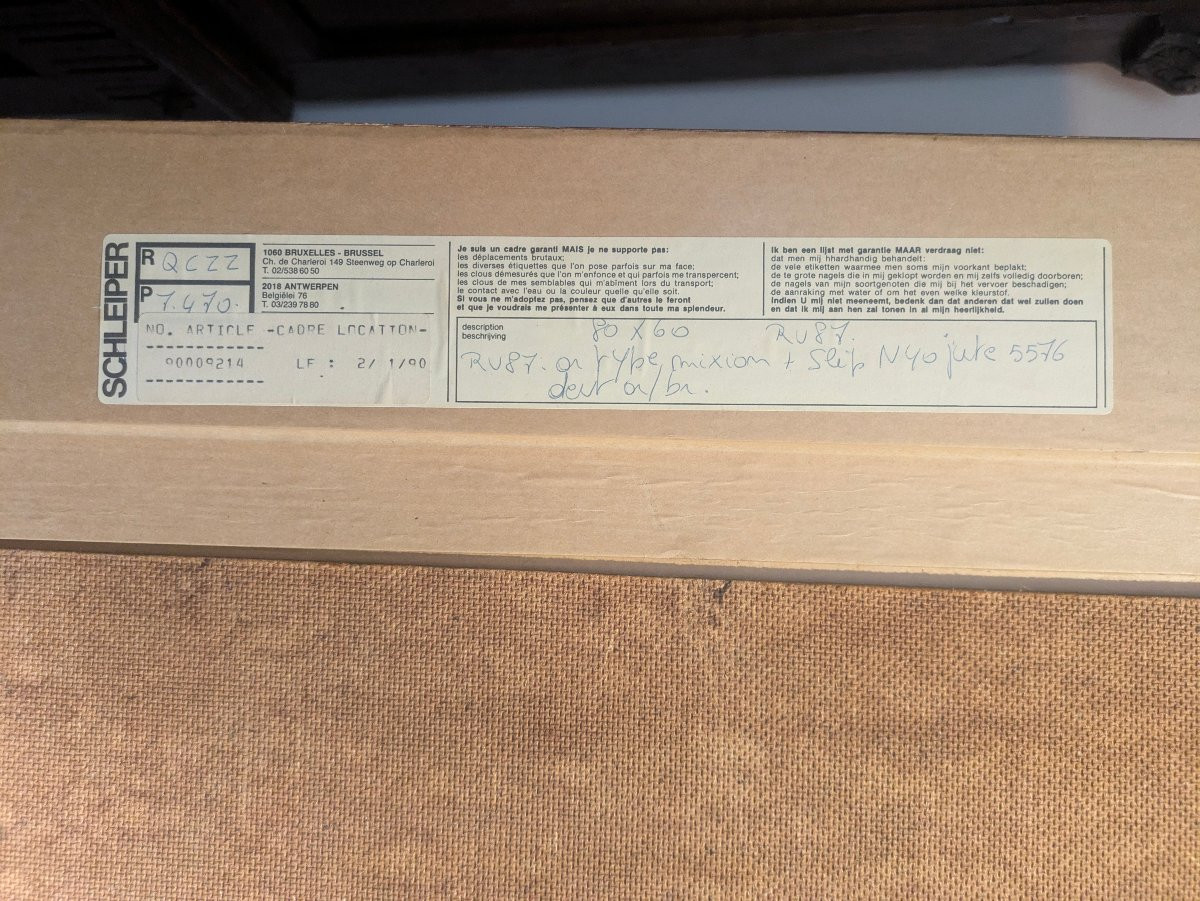 SCHLEIPER
R QCZZ
P 7.470.
1060 BRUXELLES - BRUSSEL
Ch. de Charleroi 149 Steenweg op Charleroi
T. 02/538 60 50
2018 ANTWERPEN
Belgiëlei 76
T. 03/239 78 80
NO. ARTICLE -CADRE LOCATION-
90009214 LE : 2/ 1/90
Je suis un cadre garanti MAIS je ne supporte pas:
les déplacements brutaux;
les diverses étiquettes que l'on pose parfois sur ma face;
les clous démesurés que l'on m'enfonce et qui parfois me transpercent;
les clous de mes semblables qui m'abîment lors du transport;
le contact avec l'eau ou la couleur quelle qu'elle soit.
Si vous ne m'adoptez pas, pensez que d'autres le feront
et que je voudrais me présenter à eux dans toute ma splendeur.
Ik ben een lijst met garantie MAAR verdraag niet:
dat men mij hhardhandig behandelt:
de vele etiketten waarmee men soms mijn voorkant beplakt;
de te grote nagels die in mij geklopt worden en mij zelfs volledig doorboren;
de nagels van mijn soortgenoten die mij bij het vervoer beschadigen;
de aanraking met water of om het even welke kleurstof.
Indien U mij niet meeneemt, bedenk dan dat anderen dat wel zullen doen
en dat ik mij aan hen zal tonen in al mijn heerlijkheid.
description
beschrijving
80 X 60 RU87.
RU87. or type mixion + Slip N40 jute 5576
or/br.